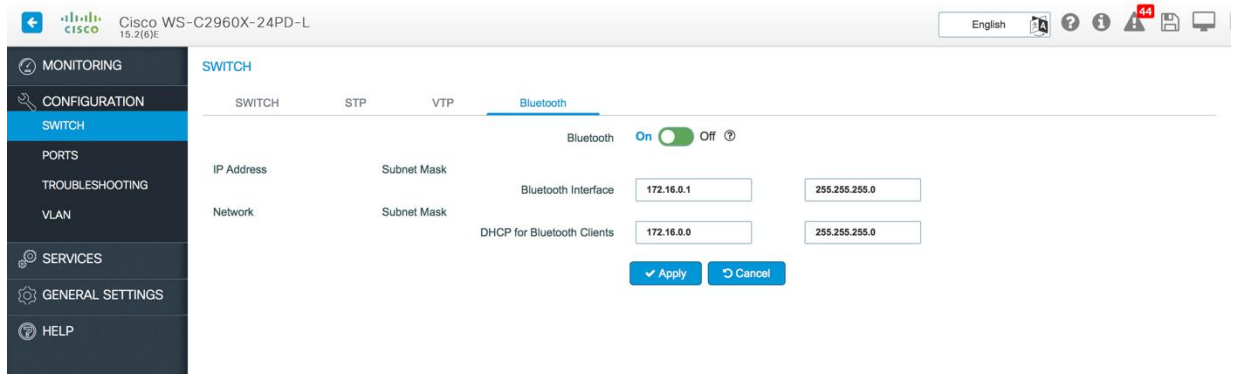 CISCO
Cisco WS-C2960X-24PD-L
15.2(6)E
English
44
MONITORING
CONFIGURATION
SWITCH
PORTS
TROUBLESHOOTING
VLAN
SERVICES
GENERAL SETTINGS
HELP
SWITCH
SWITCH STP VTP Bluetooth
Bluetooth On Off
IP Address Subnet Mask
Bluetooth Interface 172.16.0.1 255.255.255.0
Network Subnet Mask
DHCP for Bluetooth Clients 172.16.0.0 255.255.255.0
Apply Cancel